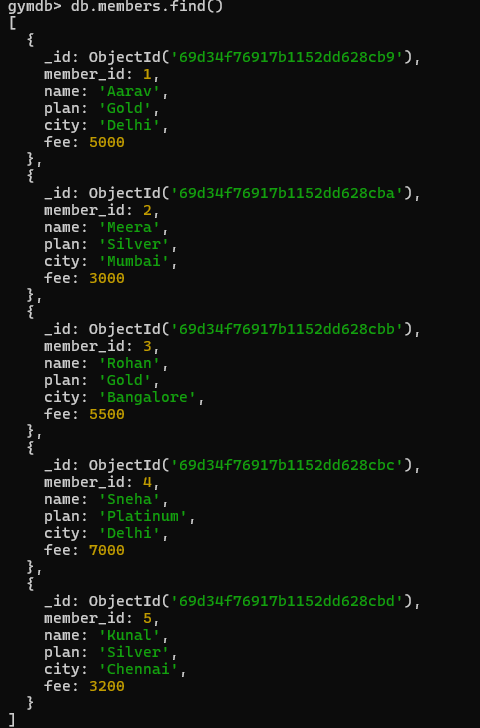 gymdb> db.members.find()
[
  {
    _id: ObjectId('69d34f76917b1152dd628cb9'),
    member_id: 1,
    name: 'Aarav',
    plan: 'Gold',
    city: 'Delhi',
    fee: 5000
  },
  {
    _id: ObjectId('69d34f76917b1152dd628cba'),
    member_id: 2,
    name: 'Meera',
    plan: 'Silver',
    city: 'Mumbai',
    fee: 3000
  },
  {
    _id: ObjectId('69d34f76917b1152dd628cbb'),
    member_id: 3,
    name: 'Rohan',
    plan: 'Gold',
    city: 'Bangalore',
    fee: 5500
  },
  {
    _id: ObjectId('69d34f76917b1152dd628cbc'),
    member_id: 4,
    name: 'Sneha',
    plan: 'Platinum',
    city: 'Delhi',
    fee: 7000
  },
  {
    _id: ObjectId('69d34f76917b1152dd628cbd'),
    member_id: 5,
    name: 'Kunal',
    plan: 'Silver',
    city: 'Chennai',
    fee: 3200
  }
]